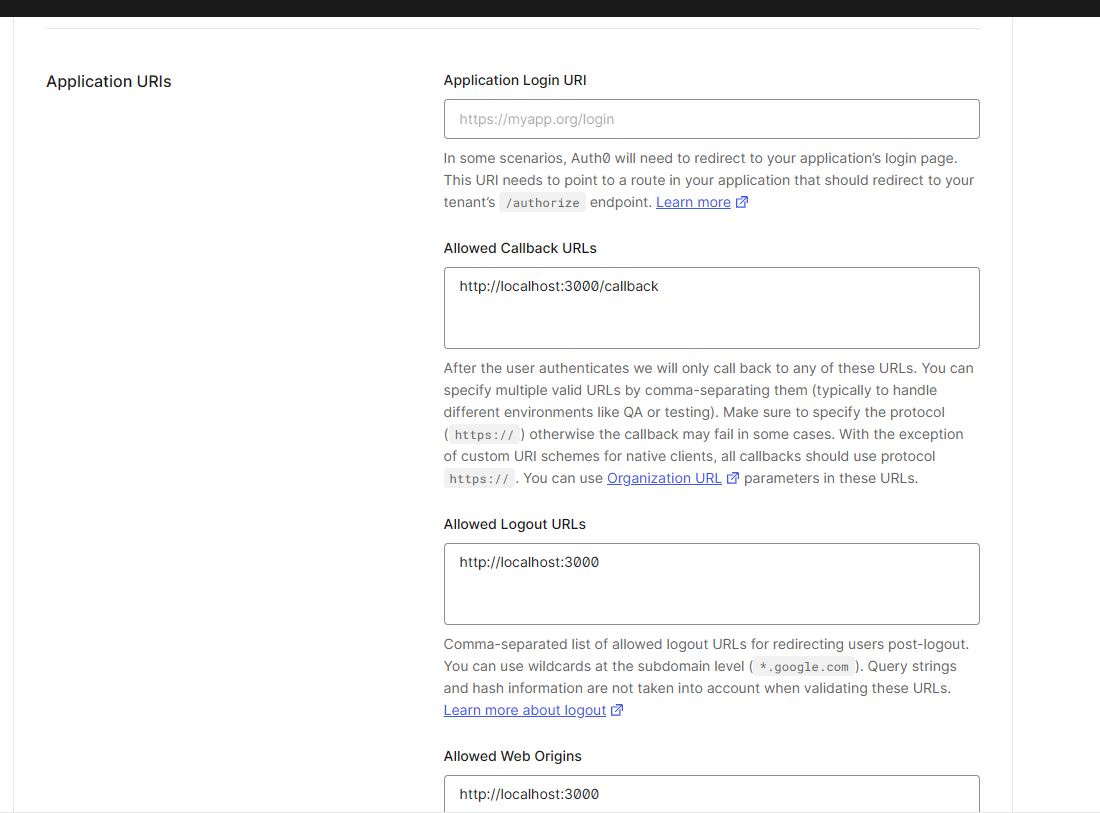 Application URIs
Application Login URI
https://myapp.org/login
In some scenarios, Auth0 will need to redirect to your application’s login page.
This URI needs to point to a route in your application that should redirect to your
tenant’s /authorize endpoint. Learn more
Allowed Callback URLs
http://localhost:3000/callback
After the user authenticates we will only call back to any of these URLs. You can
specify multiple valid URLs by comma-separating them (typically to handle
different environments like QA or testing). Make sure to specify the protocol
( https:// ) otherwise the callback may fail in some cases. With the exception
of custom URI schemes for native clients, all callbacks should use protocol
https:// . You can use Organization URL parameters in these URLs.
Allowed Logout URLs
http://localhost:3000
Comma-separated list of allowed logout URLs for redirecting users post-logout.
You can use wildcards at the subdomain level ( *.google.com ). Query strings
and hash information are not taken into account when validating these URLs.
Learn more about logout
Allowed Web Origins
http://localhost:3000